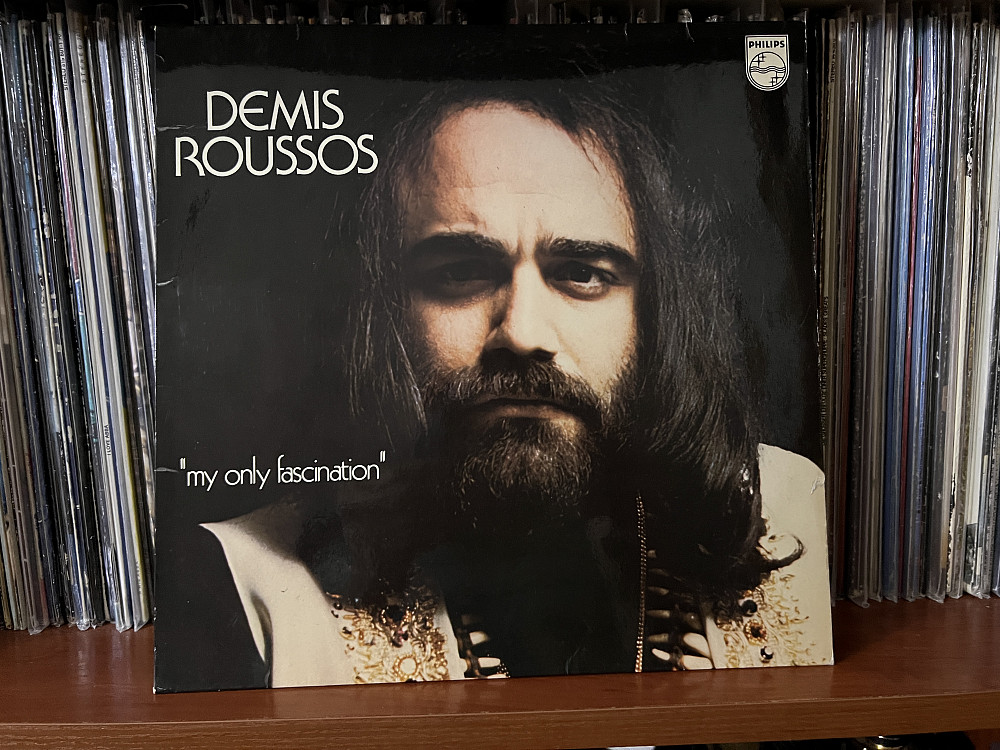 PHILIPS
DEMIS
ROUSSOS
"my only fascination"